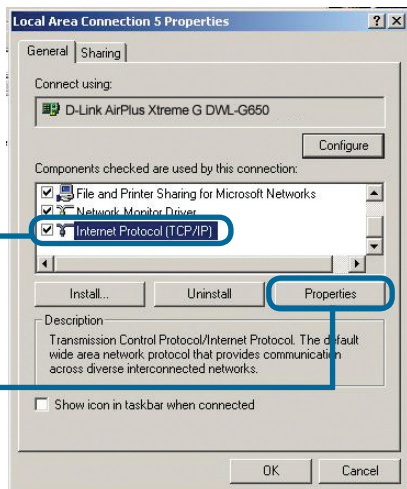 Local Area Connection 5 Properties
General Sharing
Connect using:
D-Link AirPlus Xtreme G DWL-G650
Configure
Components checked are used by this connection:
File and Printer Sharing for Microsoft Networks
Network Monitor Driver
Internet Protocol (TCP/IP)
Install... Uninstall Properties
Description
Transmission Control Protocol/Internet Protocol. The default
wide area network protocol that provides communication
across diverse interconnected networks.
Show icon in taskbar when connected
OK Cancel